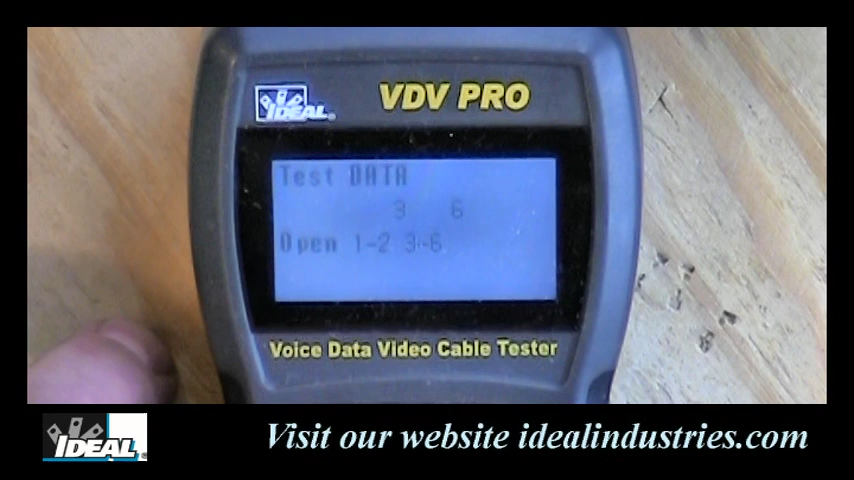 IDEAL
VDV PRO
Test DATA
3 6
Open 1-2 3-6
Voice Data Video Cable Tester
IDEAL
Visit our website idealindustries.com